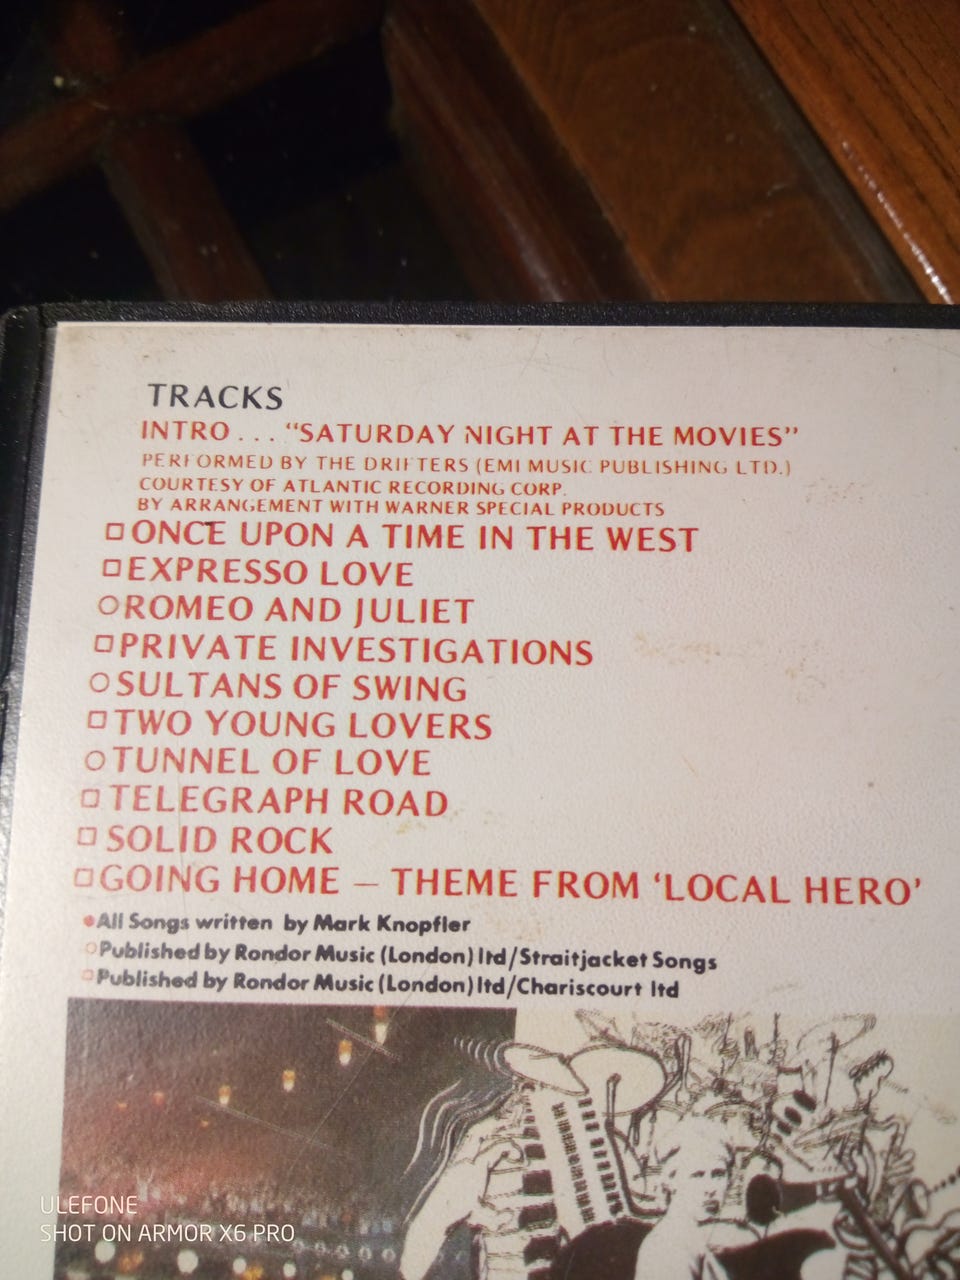 TRACKS
INTRO ... “SATURDAY NIGHT AT THE MOVIES”
PERFORMED BY THE DRIFTERS (EMI MUSIC PUBLISHING LTD.)
COURTESY OF ATLANTIC RECORDING CORP.
BY ARRANGEMENT WITH WARNER SPECIAL PRODUCTS
□ ONCE UPON A TIME IN THE WEST
□ EXPRESSO LOVE
○ ROMEO AND JULIET
□ PRIVATE INVESTIGATIONS
○ SULTANS OF SWING
□ TWO YOUNG LOVERS
○ TUNNEL OF LOVE
□ TELEGRAPH ROAD
□ SOLID ROCK
□ GOING HOME – THEME FROM ‘LOCAL HERO’
● All Songs written by Mark Knopfler
○ Published by Rondor Music (London) ltd/Straitjacket Songs
□ Published by Rondor Music (London) ltd/Chariscourt ltd
ULEFONE
SHOT ON ARMOR X6 PRO